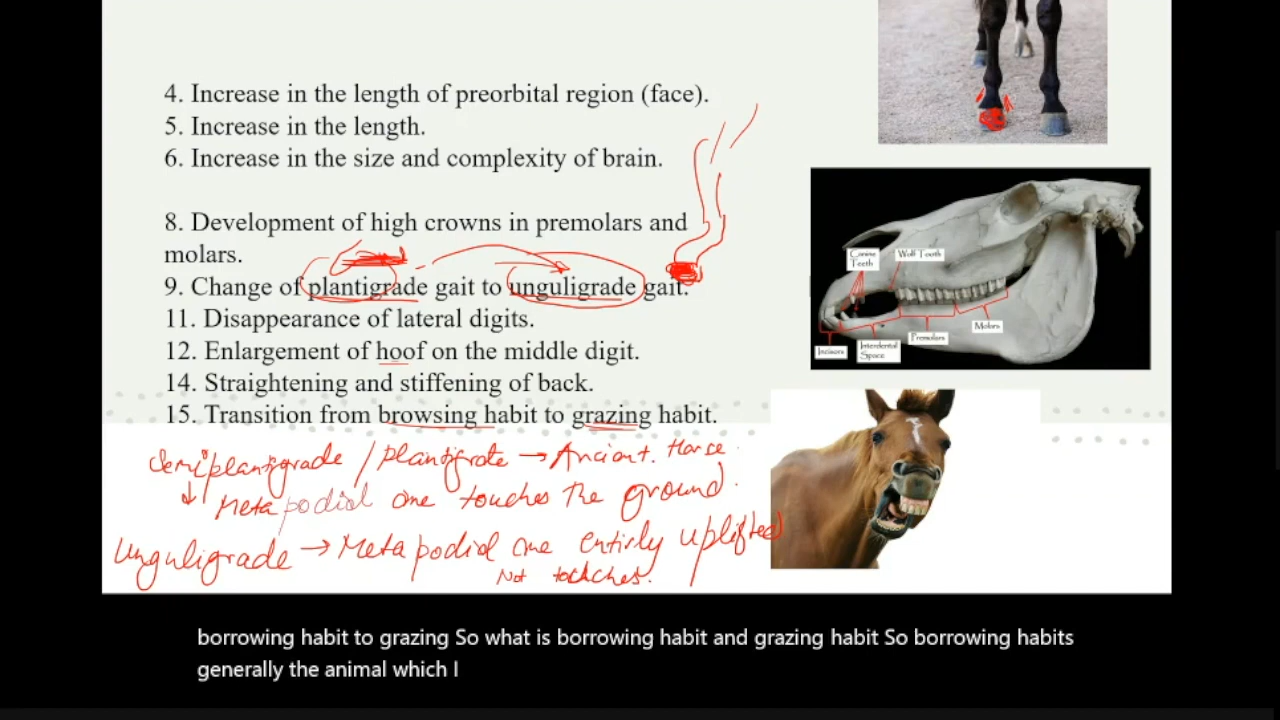 4. Increase in the length of preorbital region (face).
5. Increase in the length.
6. Increase in the size and complexity of brain.
8. Development of high crowns in premolars and
molars.
9. Change of plantigrade gait to unguligrade gait.
11. Disappearance of lateral digits.
12. Enlargement of hoof on the middle digit.
14. Straightening and stiffening of back.
15. Transition from browsing habit to grazing habit.
Semiplantigrade / plantigrate → Ancient. Horse
Metapodial one touches the ground.
Unguligrade → Metapodial one entirly uplifted
Not touches.
Canine
Teeth
Wolf Tooth
Molars
Premolars
Interdental
Space
Incisors
borrowing habit to grazing So what is borrowing habit and grazing habit So borrowing habits
generally the animal which I